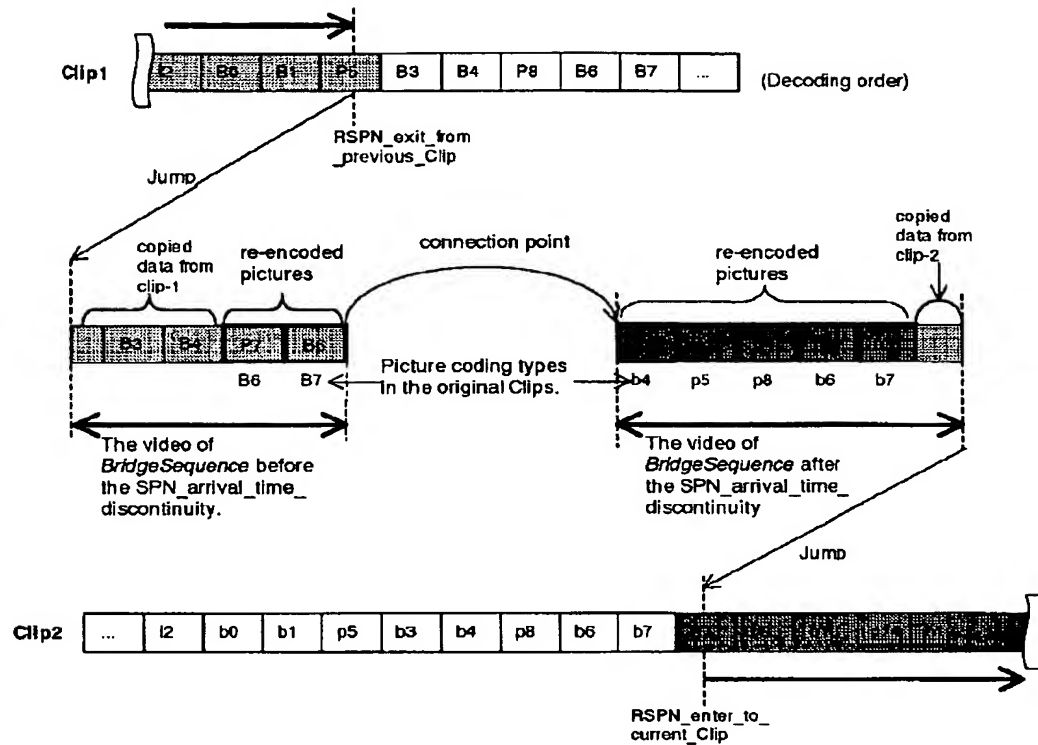 Clip1
B0 B1 P5 B3 B4 P8 B6 B7 ...
(Decoding order)
RSPN_exit_from
_previous_Clip
Jump
copied
data from
clip-1
re-encoded
pictures
connection point
re-encoded
pictures
copied
data from
clip-2
B3 B4 P7 B6
B6 B7
Picture coding types
in the original Clips.
b4 p5 p8 b6 b7
The video of
BridgeSequence before
the SPN_arrival_time_
discontinuity.
The video of
BridgeSequence after
the SPN_arrival_time_
discontinuity
Jump
Clip2
... I2 b0 b1 p5 b3 b4 p8 b6 b7
RSPN_enter_to_
current_Clip